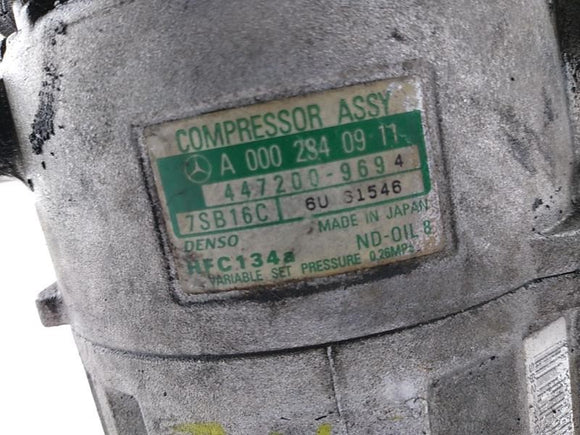 COMPRESSOR ASSY
A 000 234 09 11
447200-9694
7SB16C 6U 61546
DENSO MADE IN JAPAN
HFC134a ND-OIL 8
VARIABLE SET PRESSURE 0.26MPa